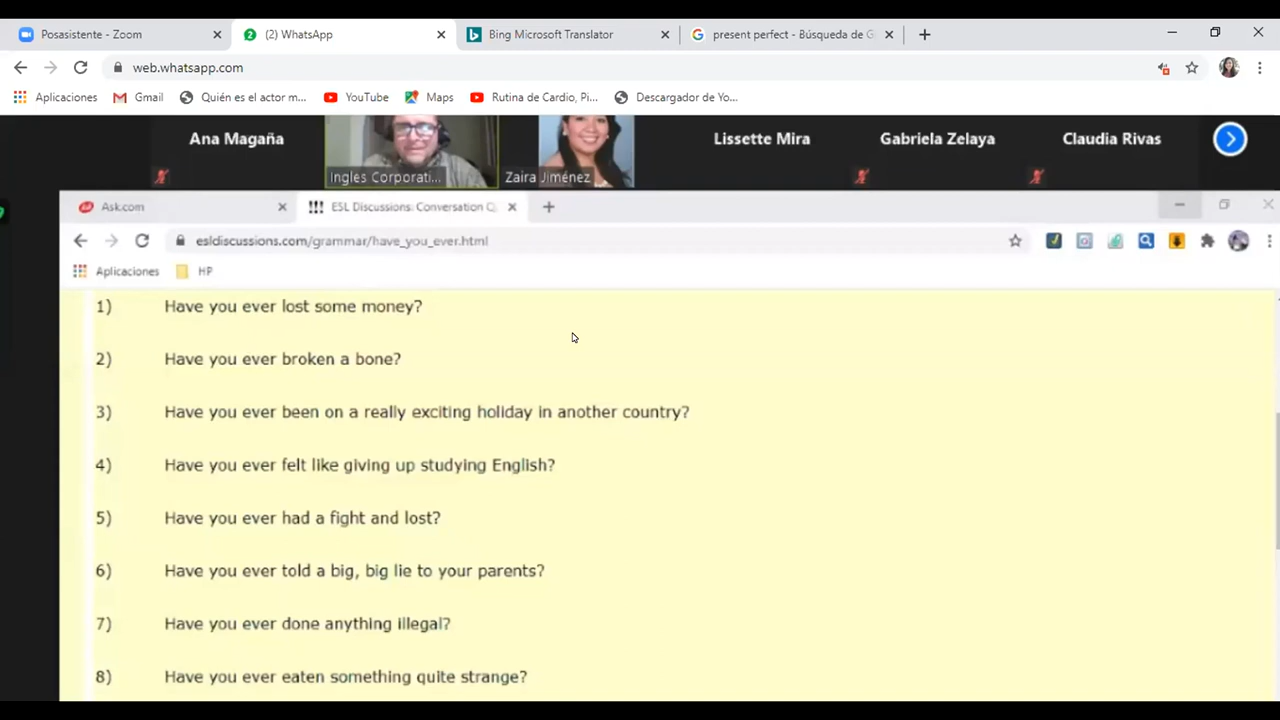 Posasistente - Zoom
(2) WhatsApp
Bing Microsoft Translator
present perfect - Búsqueda de G
web.whatsapp.com
Aplicaciones
Gmail
Quién es el actor m...
YouTube
Maps
Rutina de Cardio, Pi...
Descargador de Yo...
Ana Magaña
Lissette Mira
Gabriela Zelaya
Claudia Rivas
Ingles Corporati...
Zaira Jiménez
Ask.com
ESL Discussions: Conversation Q
esldiscussions.com/grammar/have_you_ever.html
Aplicaciones
HP
1) Have you ever lost some money?
2) Have you ever broken a bone?
3) Have you ever been on a really exciting holiday in another country?
4) Have you ever felt like giving up studying English?
5) Have you ever had a fight and lost?
6) Have you ever told a big, big lie to your parents?
7) Have you ever done anything illegal?
8) Have you ever eaten something quite strange?